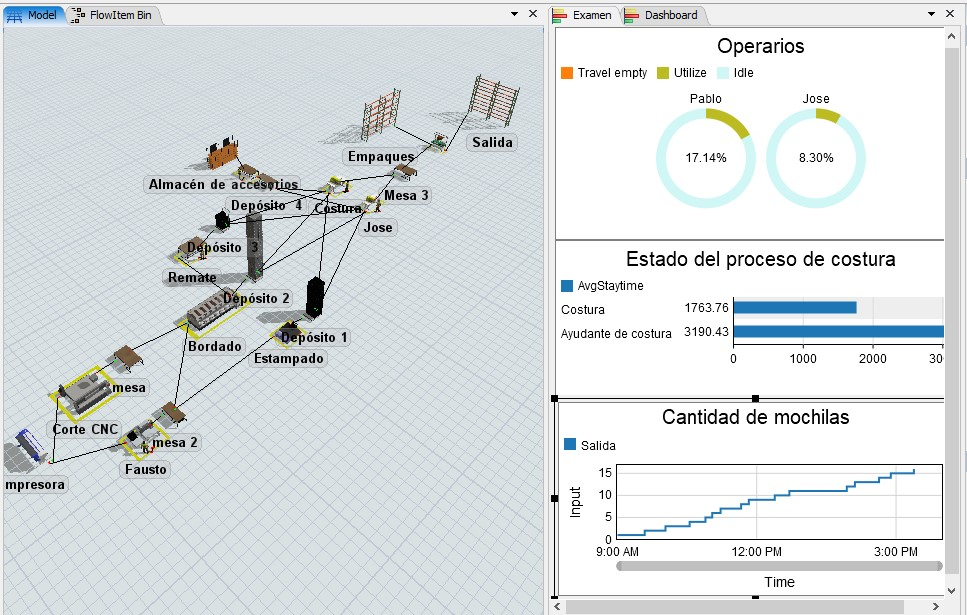 Model
FlowItem Bin
Examen
Dashboard
Salida
Empaques
Almacén de accesorios
Mesa 3
Depósito 4
Costura
Jose
Depósito 3
Remate
Depósito 2
Bordado
Depósito 1
Estampado
mesa
Corte CNC
mesa 2
Fausto
mpresora
Operarios
Travel empty
Utilize
Idle
Pablo
Jose
17.14%
8.30%
Estado del proceso de costura
AvgStaytime
Costura
1763.76
Ayudante de costura
3190.43
0
1000
2000
30
Cantidad de mochilas
Salida
15
10
5
0
Input
9:00 AM
12:00 PM
3:00 PM
Time